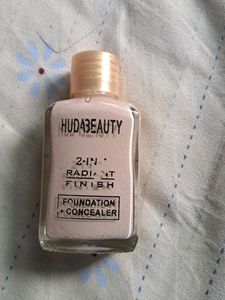 HUDABEAUTY
2-IN-1
RADIANT
FINISH
FOUNDATION
+ CONCEALER